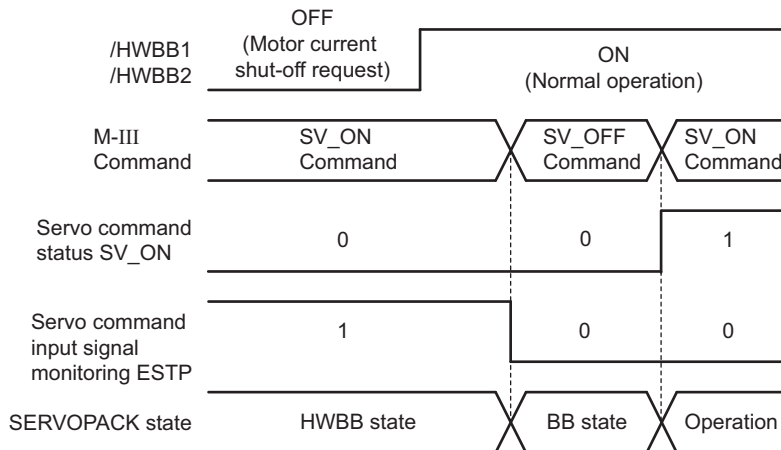 OFF
(Motor current
shut-off request)
/HWBB1
/HWBB2
ON
(Normal operation)
M-III
Command
SV_ON
Command
SV_OFF
Command
SV_ON
Command
Servo command
status SV_ON
0
0
1
Servo command
input signal
monitoring ESTP
1
0
0
SERVOPACK state
HWBB state
BB state
Operation